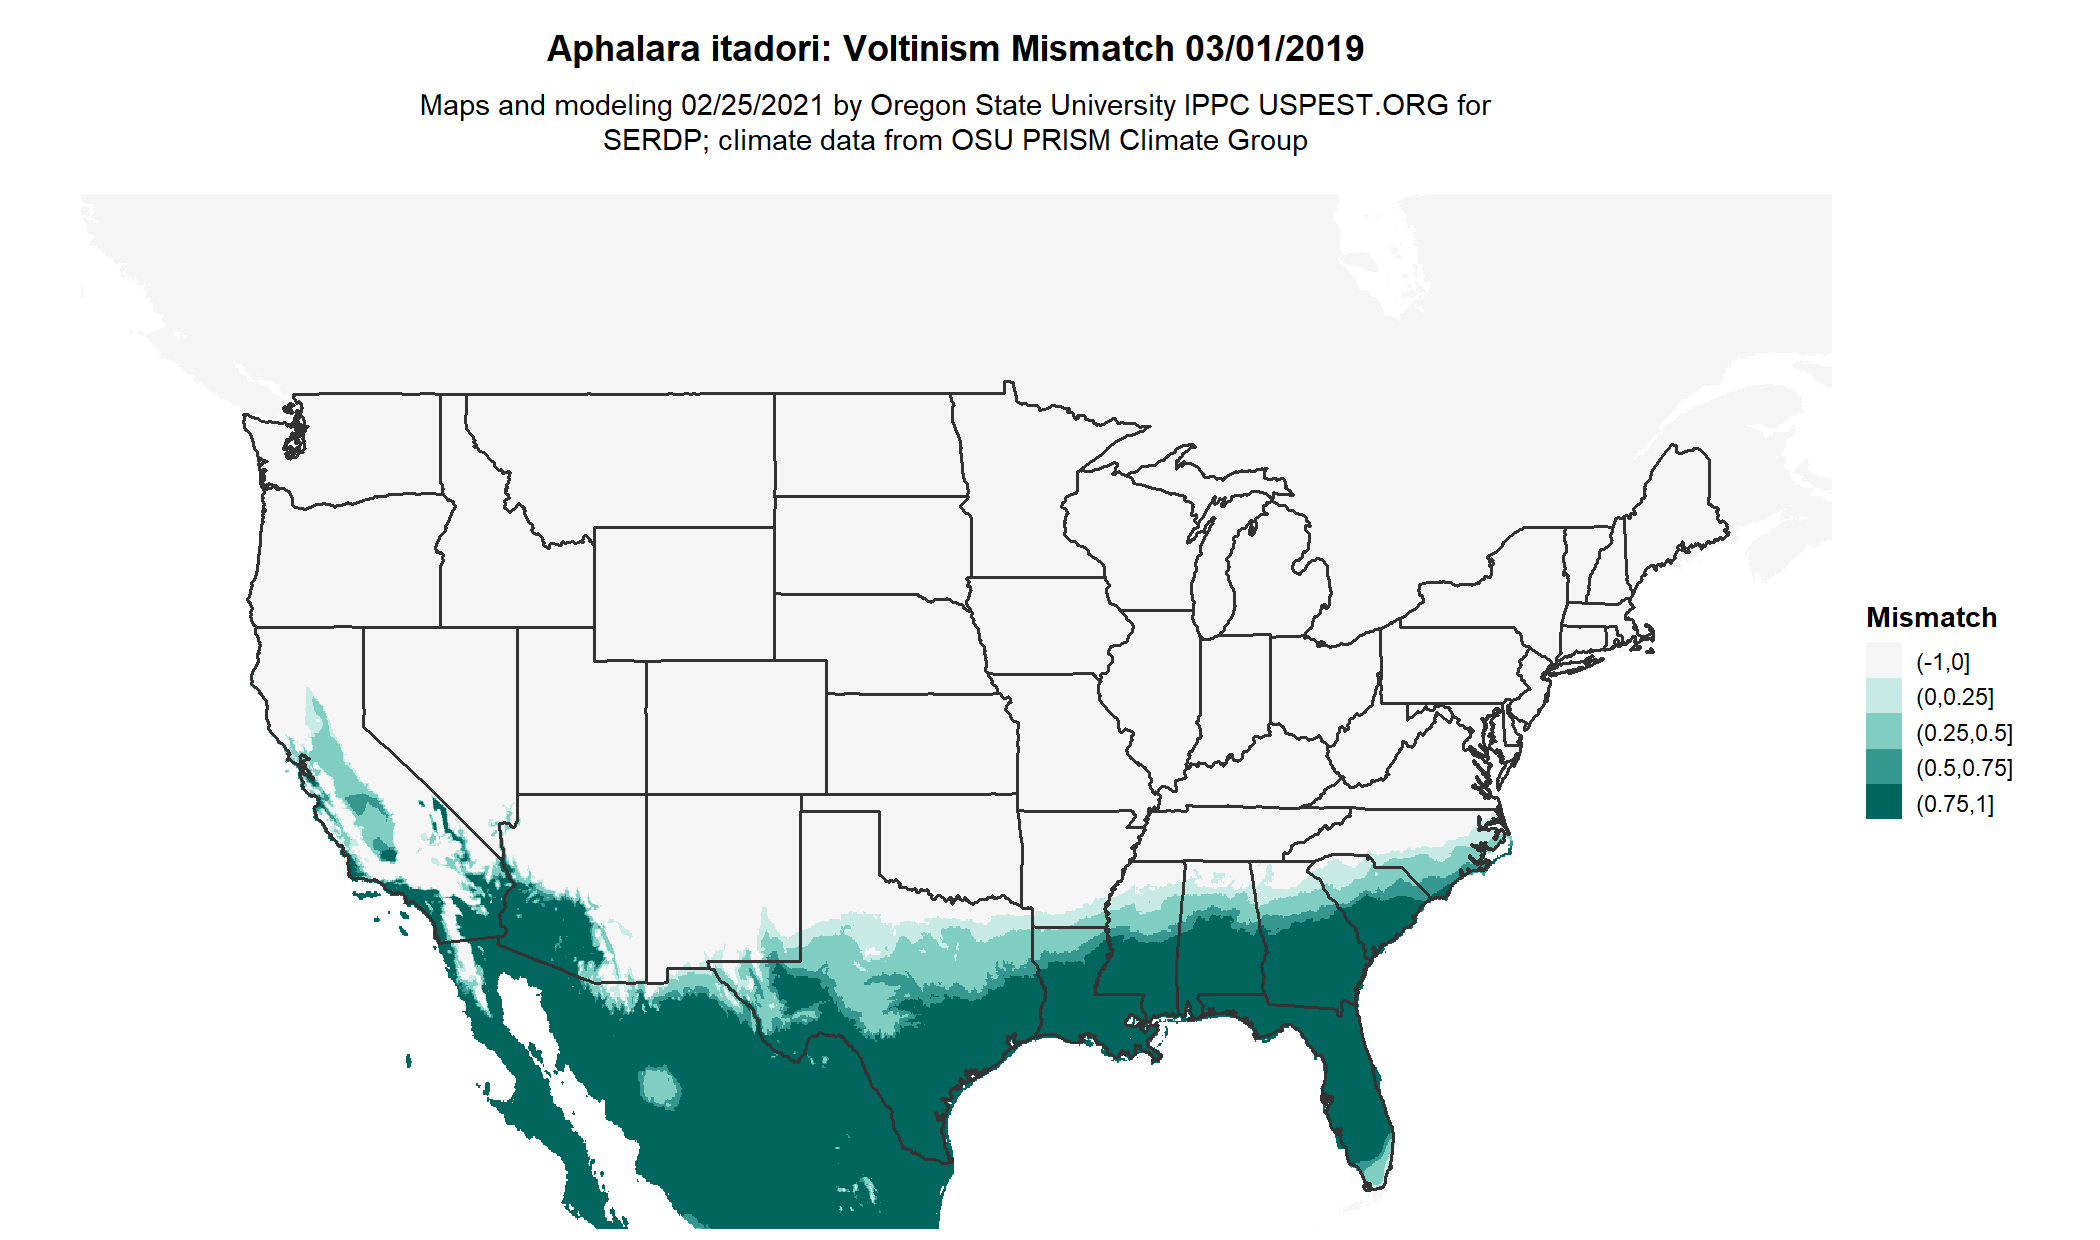 Aphalara itadori: Voltinism Mismatch 03/01/2019
Maps and modeling 02/25/2021 by Oregon State University IPPC USPEST.ORG for
SERDP; climate data from OSU PRISM Climate Group
Mismatch
(-1,0]
(0,0.25]
(0.25,0.5]
(0.5,0.75]
(0.75,1]